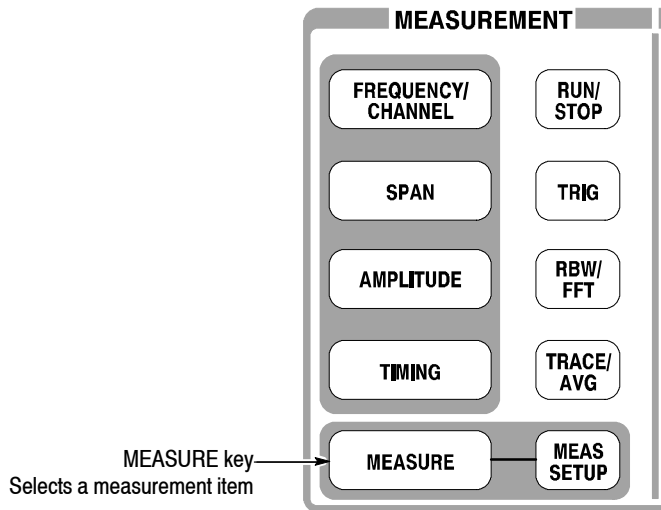 MEASUREMENT
FREQUENCY/
CHANNEL
RUN/
STOP
SPAN
TRIG
AMPLITUDE
RBW/
FFT
TIMING
TRACE/
AVG
MEASURE key
Selects a measurement item
MEASURE
MEAS
SETUP